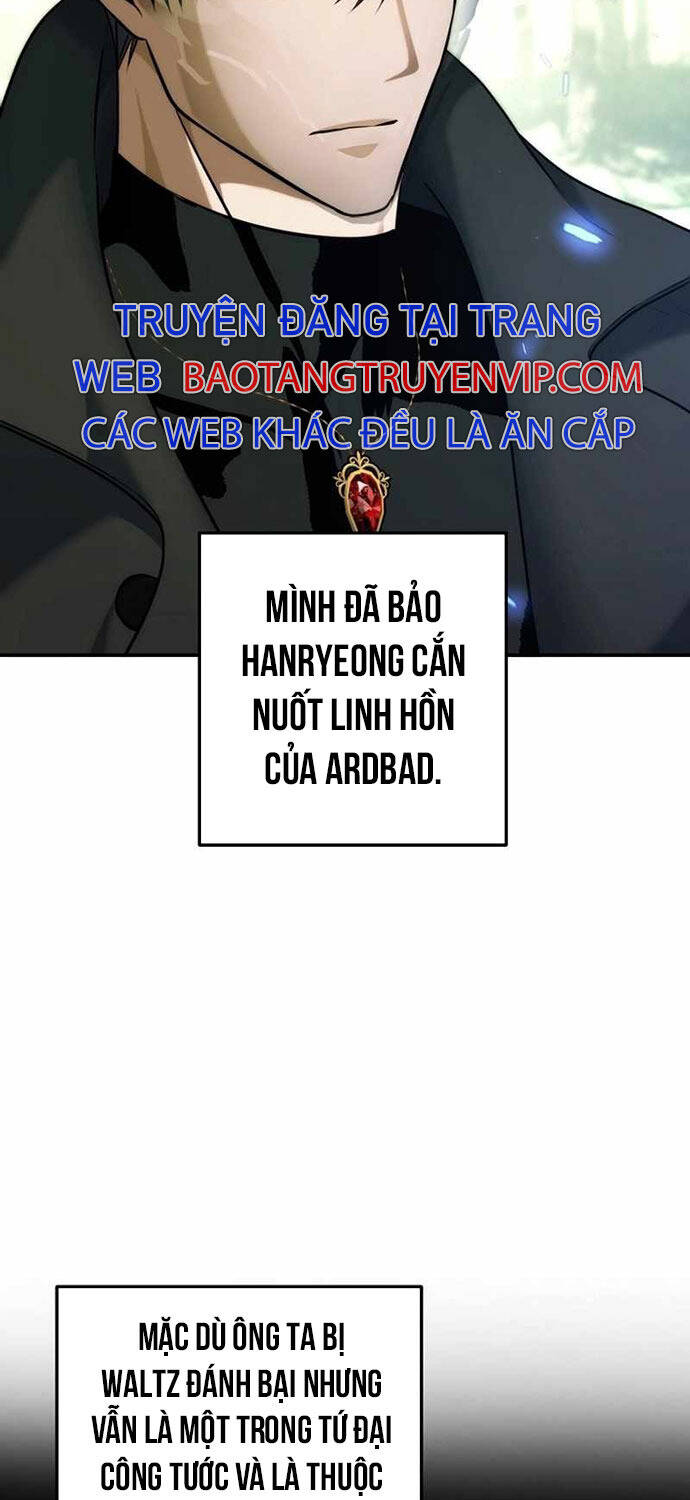 TRUYỆN ĐĂNG TẠI TRANG
WEB BAOTANGTRUYENVIP.COM
CÁC WEB KHÁC ĐỀU LÀ ĂN CẮP
MÌNH ĐÃ BẢO
HANRYEONG CẮN
NUỐT LINH HỒN
CỦA ARDBAD.
MẶC DÙ ÔNG TA BỊ
WALTZ ĐÁNH BẠI NHƯNG
VẪN LÀ MỘT TRONG TỨ ĐẠI
CÔNG TƯỚC VÀ LÀ THUỘC